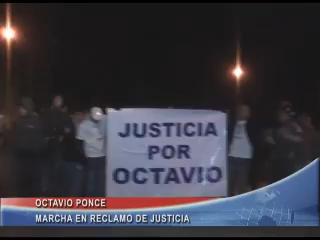 JUSTICIA
POR
OCTAVIO
OCTAVIO PONCE
MARCHA EN RECLAMO DE JUSTICIA